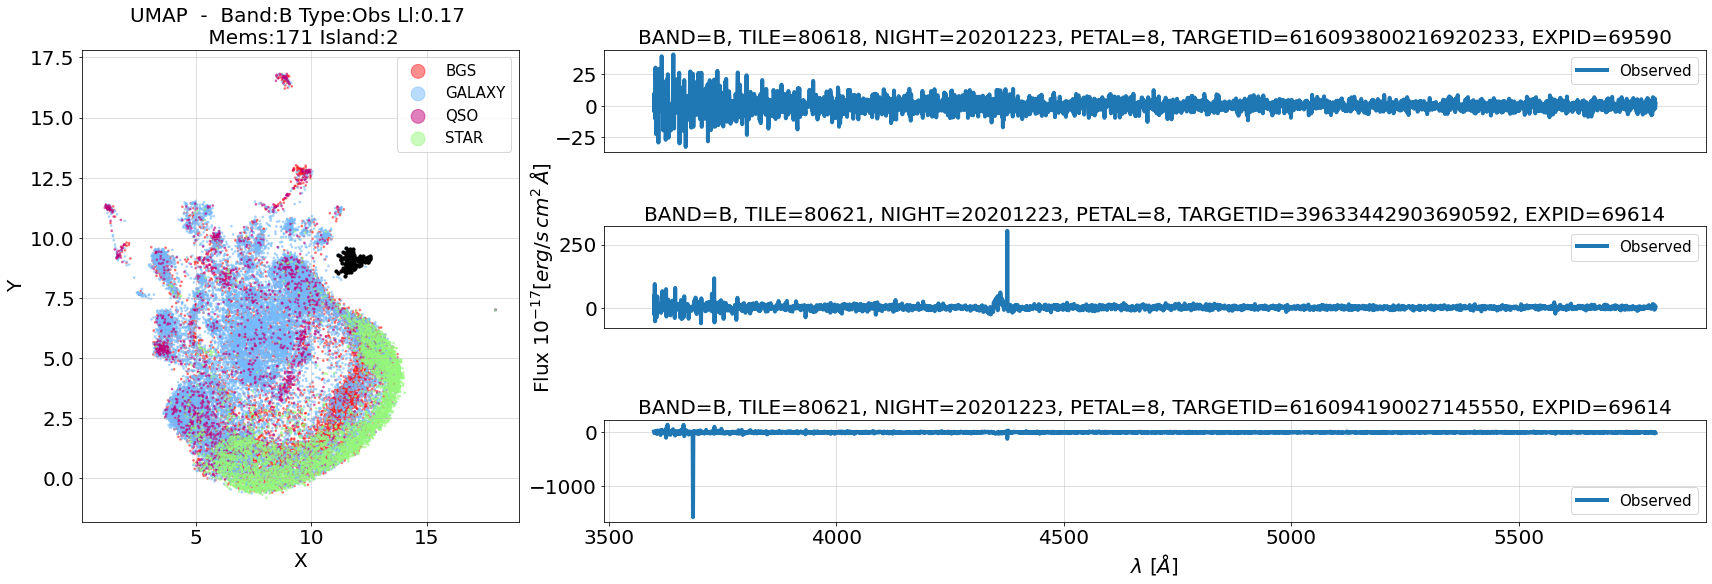 UMAP  -  Band:B Type:Obs Ll:0.17
Mems:171 Island:2
17.5
15.0
12.5
10.0
7.5
5.0
2.5
0.0
Y
BGS
GALAXY
QSO
STAR
5
10
15
X
Flux 10⁻¹⁷[erg/s cm² Å]
BAND=B, TILE=80618, NIGHT=20201223, PETAL=8, TARGETID=616093800216920233, EXPID=69590
25
0
−25
Observed
BAND=B, TILE=80621, NIGHT=20201223, PETAL=8, TARGETID=39633442903690592, EXPID=69614
250
0
Observed
BAND=B, TILE=80621, NIGHT=20201223, PETAL=8, TARGETID=616094190027145550, EXPID=69614
0
−1000
Observed
3500
4000
4500
5000
5500
λ [Å]